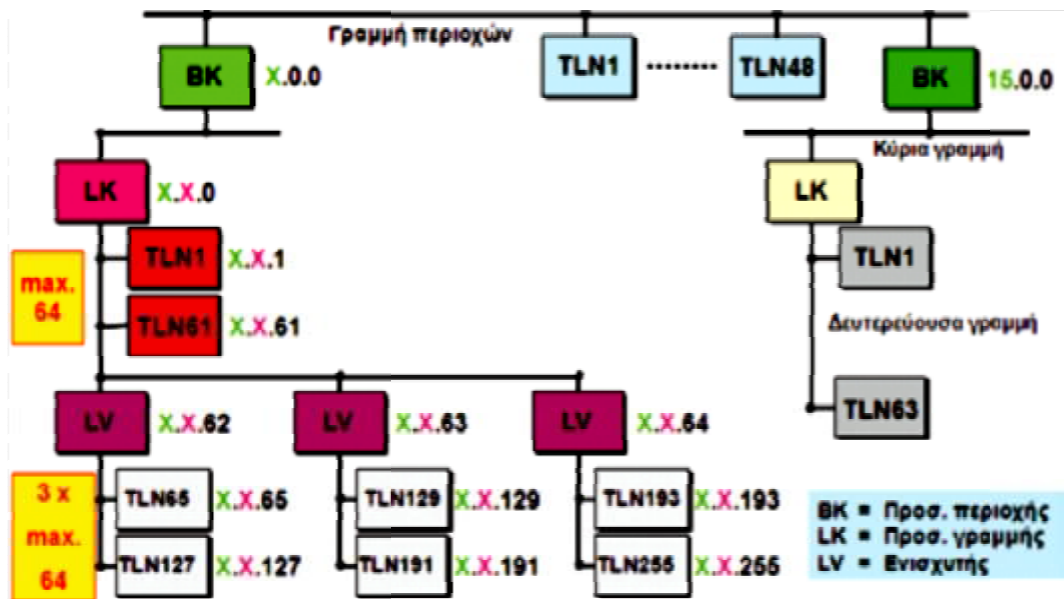 Γραμμή περιοχών
BK
X.0.0
TLN1
........
TLN48
BK
15.0.0
Κύρια γραμμή
LK
X.X.0
LK
TLN1
X.X.1
TLN1
max.
64
TLN61
X.X.61
Δευτερεύουσα γραμμή
TLN63
LV
X.X.62
LV
X.X.63
LV
X.X.64
3 x
max.
64
TLN65
X.X.65
TLN129
X.X.129
TLN193
X.X.193
TLN127
X.X.127
TLN191
X.X.191
TLN255
X.X.255
BK = Προσ. περιοχής
LK = Προσ. γραμμής
LV = Ενισχυτής